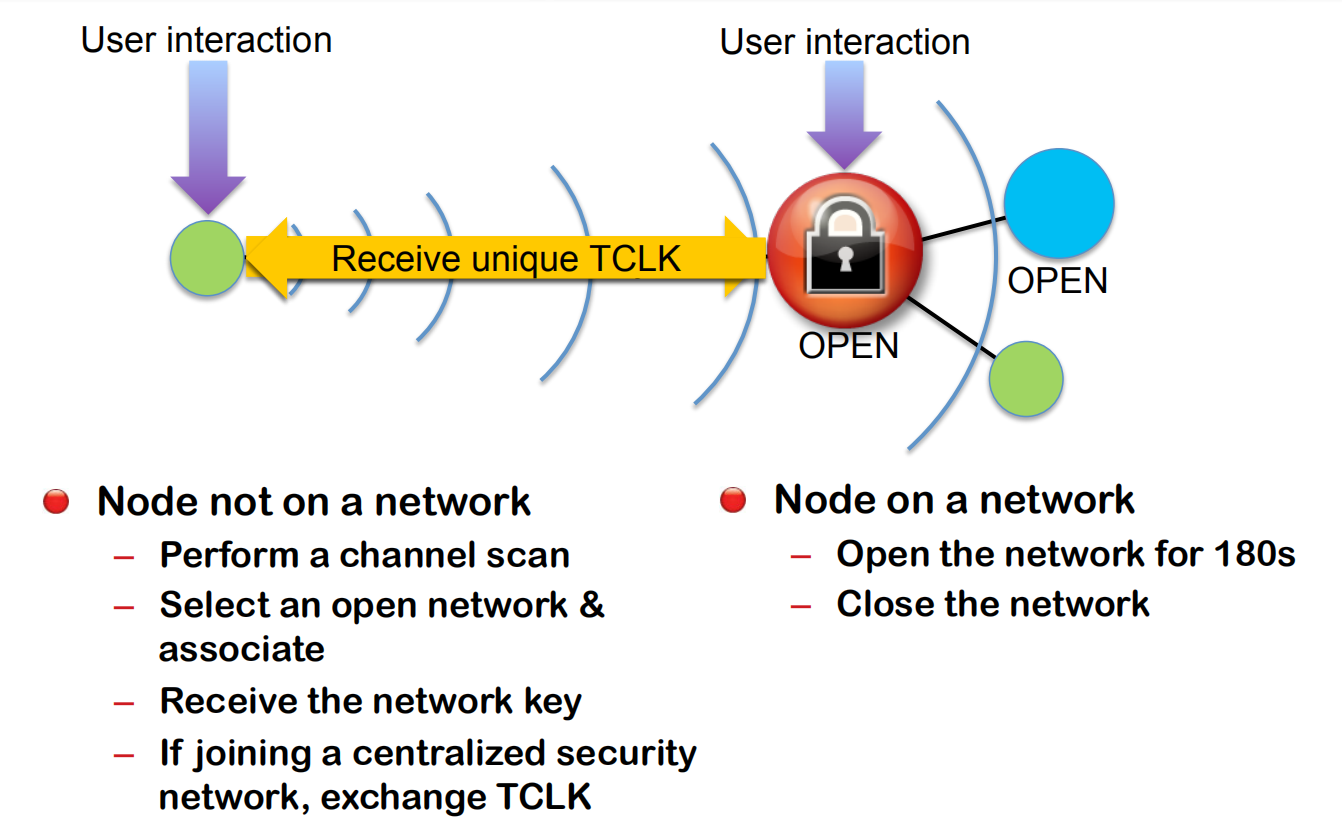 User interaction
User interaction
Receive unique TCLK
OPEN
OPEN
Node not on a network
– Perform a channel scan
– Select an open network &
associate
– Receive the network key
– If joining a centralized security
network, exchange TCLK
Node on a network
– Open the network for 180s
– Close the network